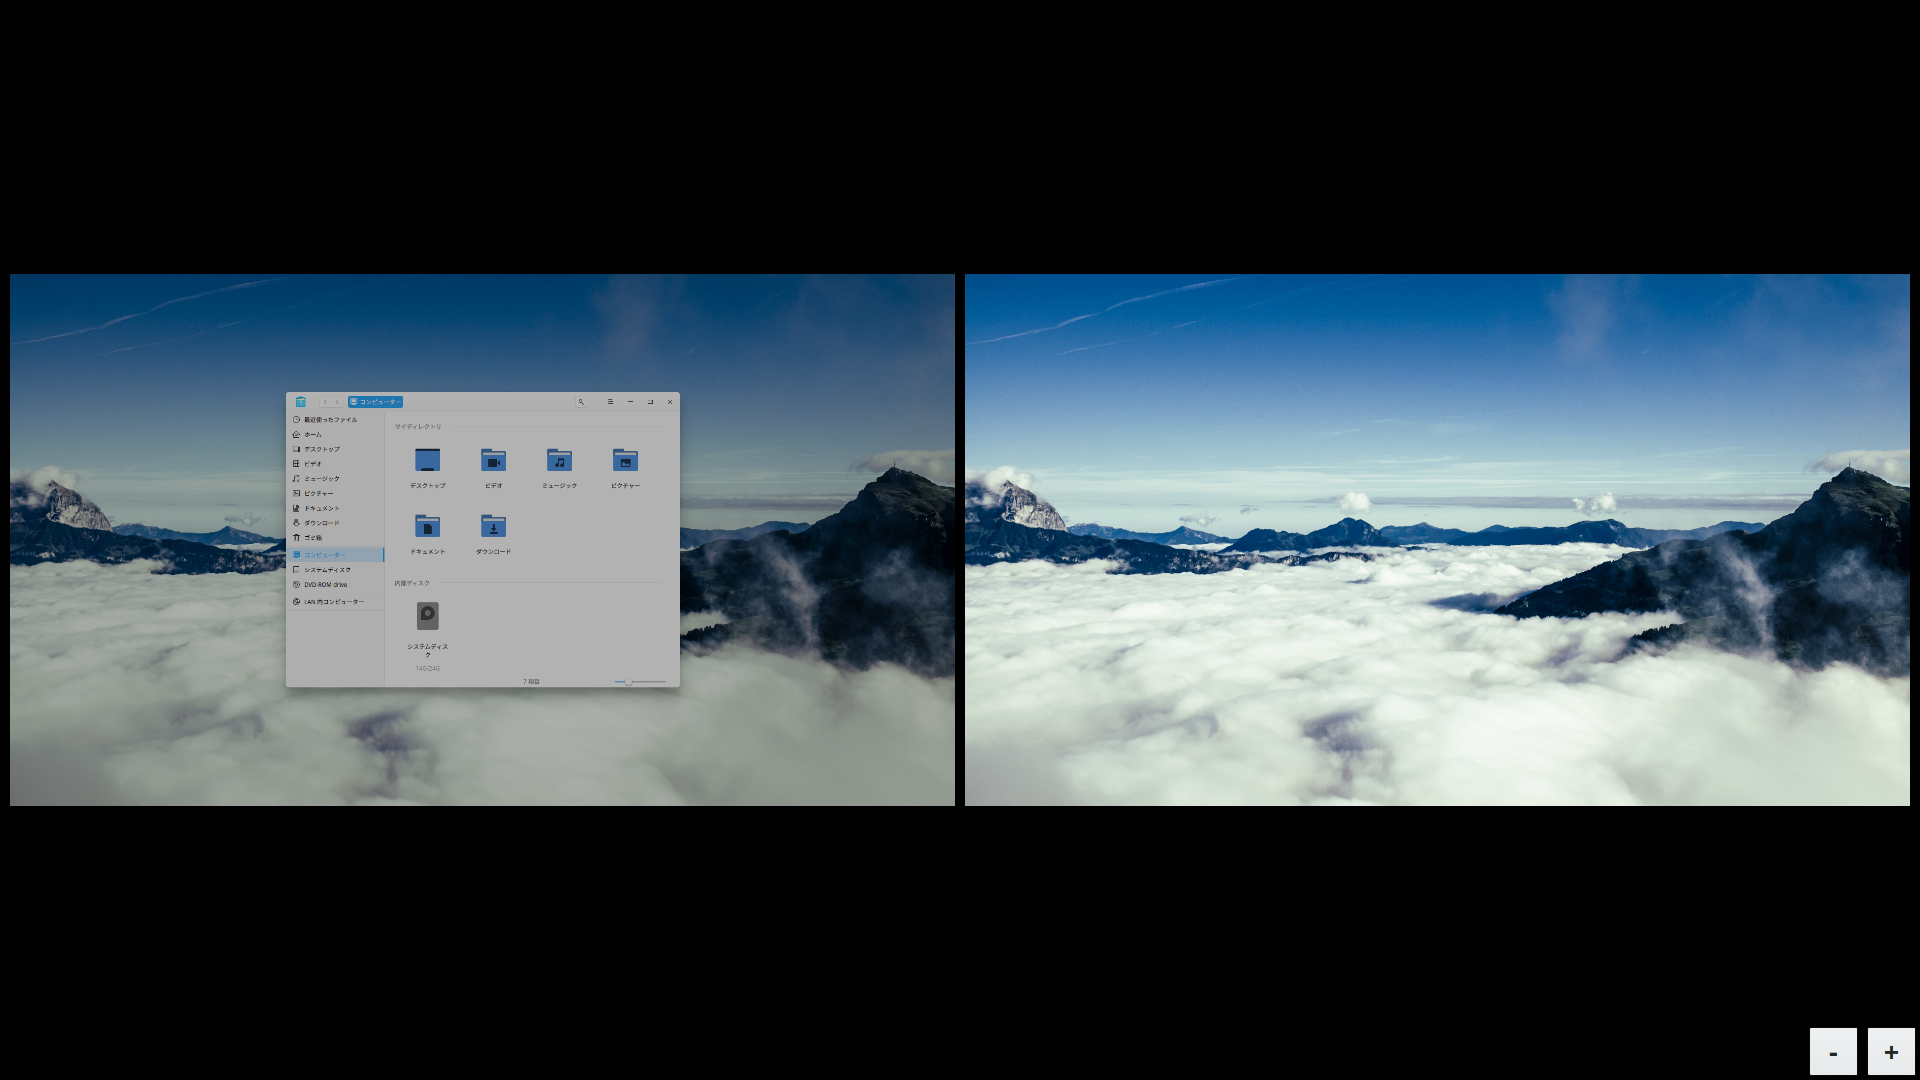 コンピューター
最近使ったファイル
ホーム
デスクトップ
ビデオ
ミュージック
ピクチャー
ドキュメント
ダウンロード
ゴミ箱
コンピューター
システムディスク
DVD-ROM drive
LAN 内コンピューター
マイディレクトリ
デスクトップ
ビデオ
ミュージック
ピクチャー
ドキュメント
ダウンロード
内部ディスク
システムディス
ク
14G/24G
7 項目
- +